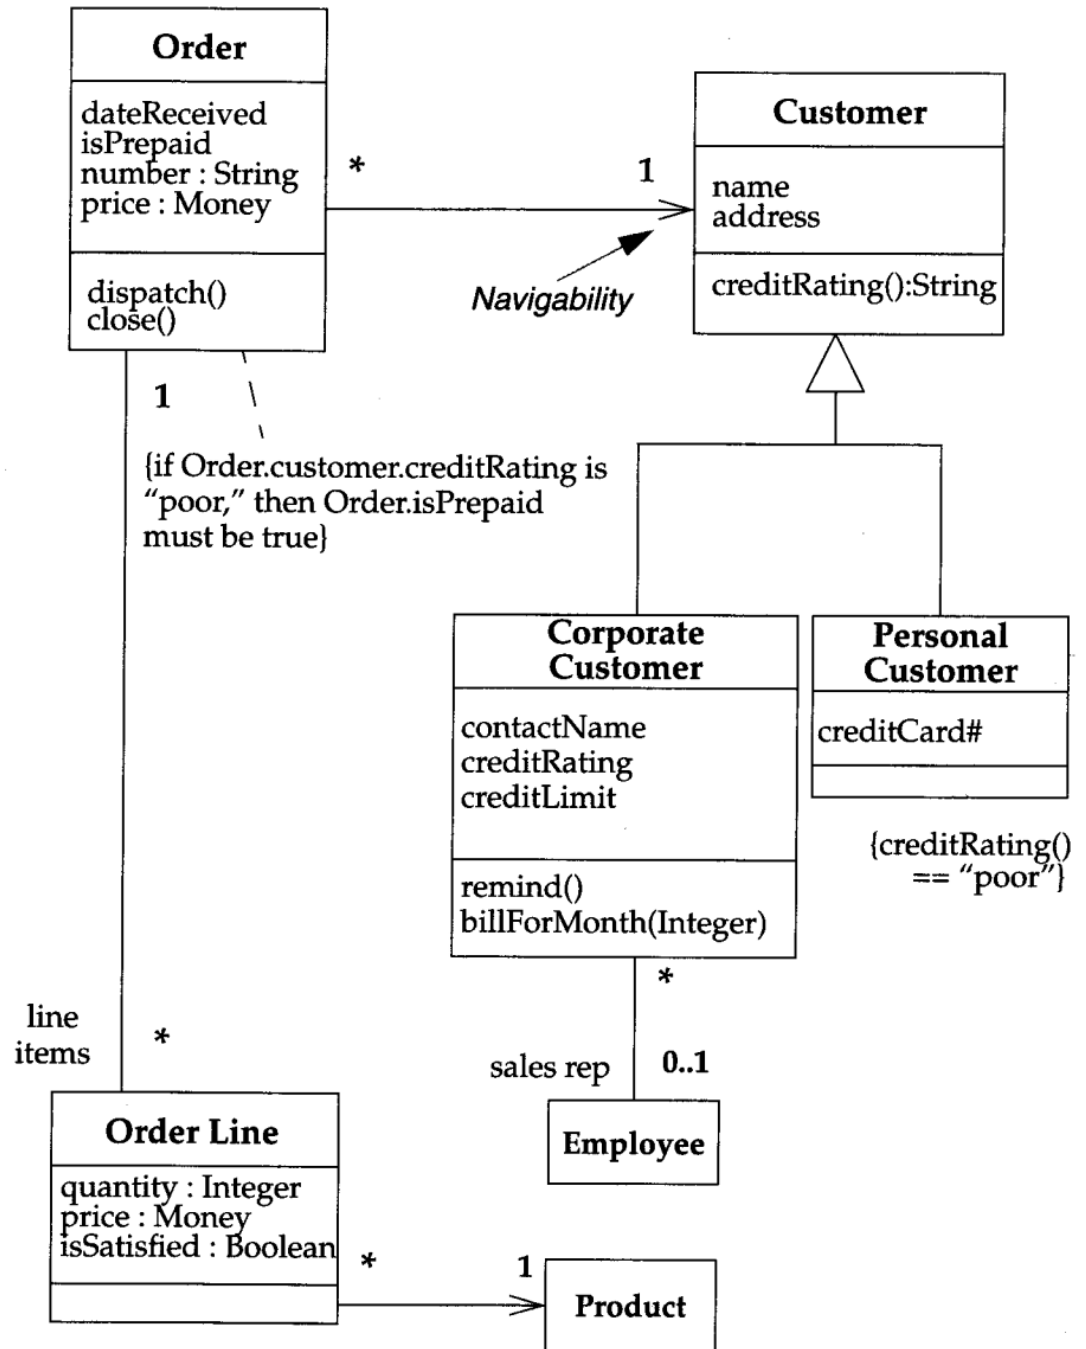 Order
dateReceived
isPrepaid
number : String
price : Money
dispatch()
close()
*
1
Navigability
Customer
name
address
creditRating():String
1
{if Order.customer.creditRating is
“poor,” then Order.isPrepaid
must be true}
Corporate
Customer
contactName
creditRating
creditLimit
remind()
billForMonth(Integer)
Personal
Customer
creditCard#
{creditRating()
== “poor”}
*
sales rep
0..1
Employee
line
items
*
Order Line
quantity : Integer
price : Money
isSatisfied : Boolean
*
1
Product